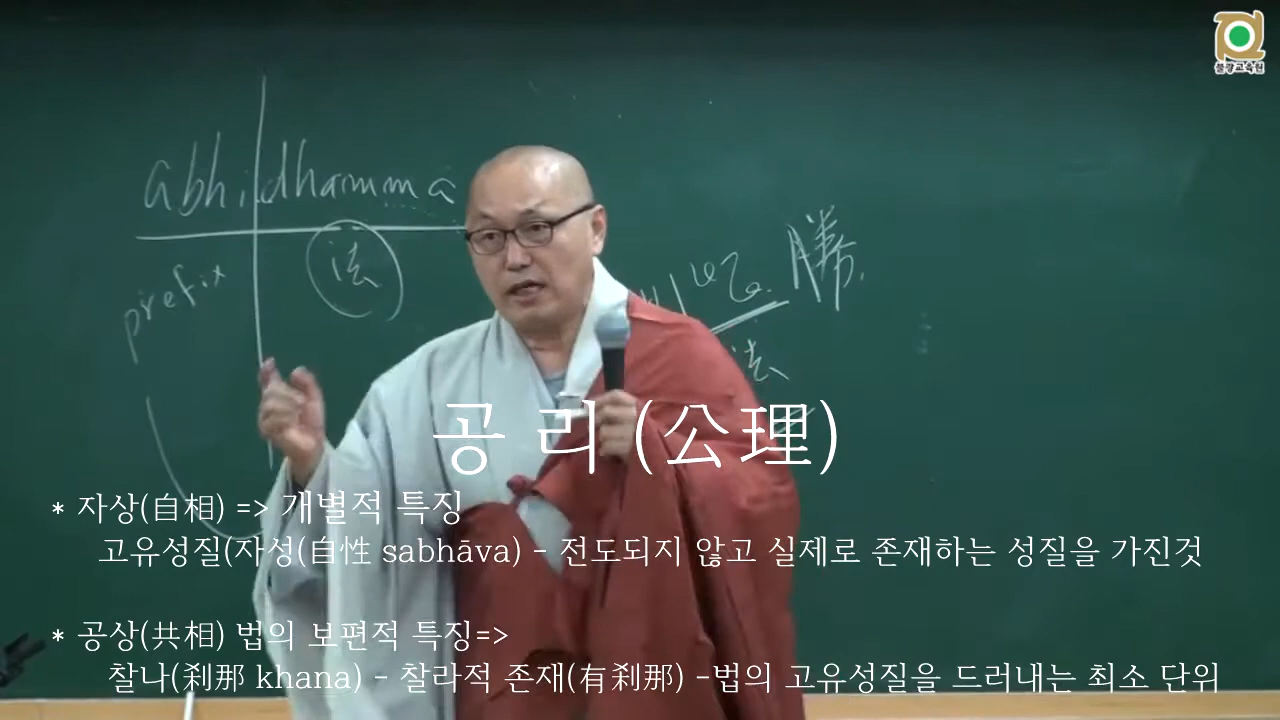 abhidhamma
prefix
法
勝
法
공 리 (公理)
* 자상(自相) => 개별적 특징
고유성질(자성(自性 sabhāva) - 전도되지 않고 실제로 존재하는 성질을 가진것
* 공상(共相) 법의 보편적 특징=>
찰나(刹那 khana) - 찰라적 존재(有刹那) -법의 고유성질을 드러내는 최소 단위